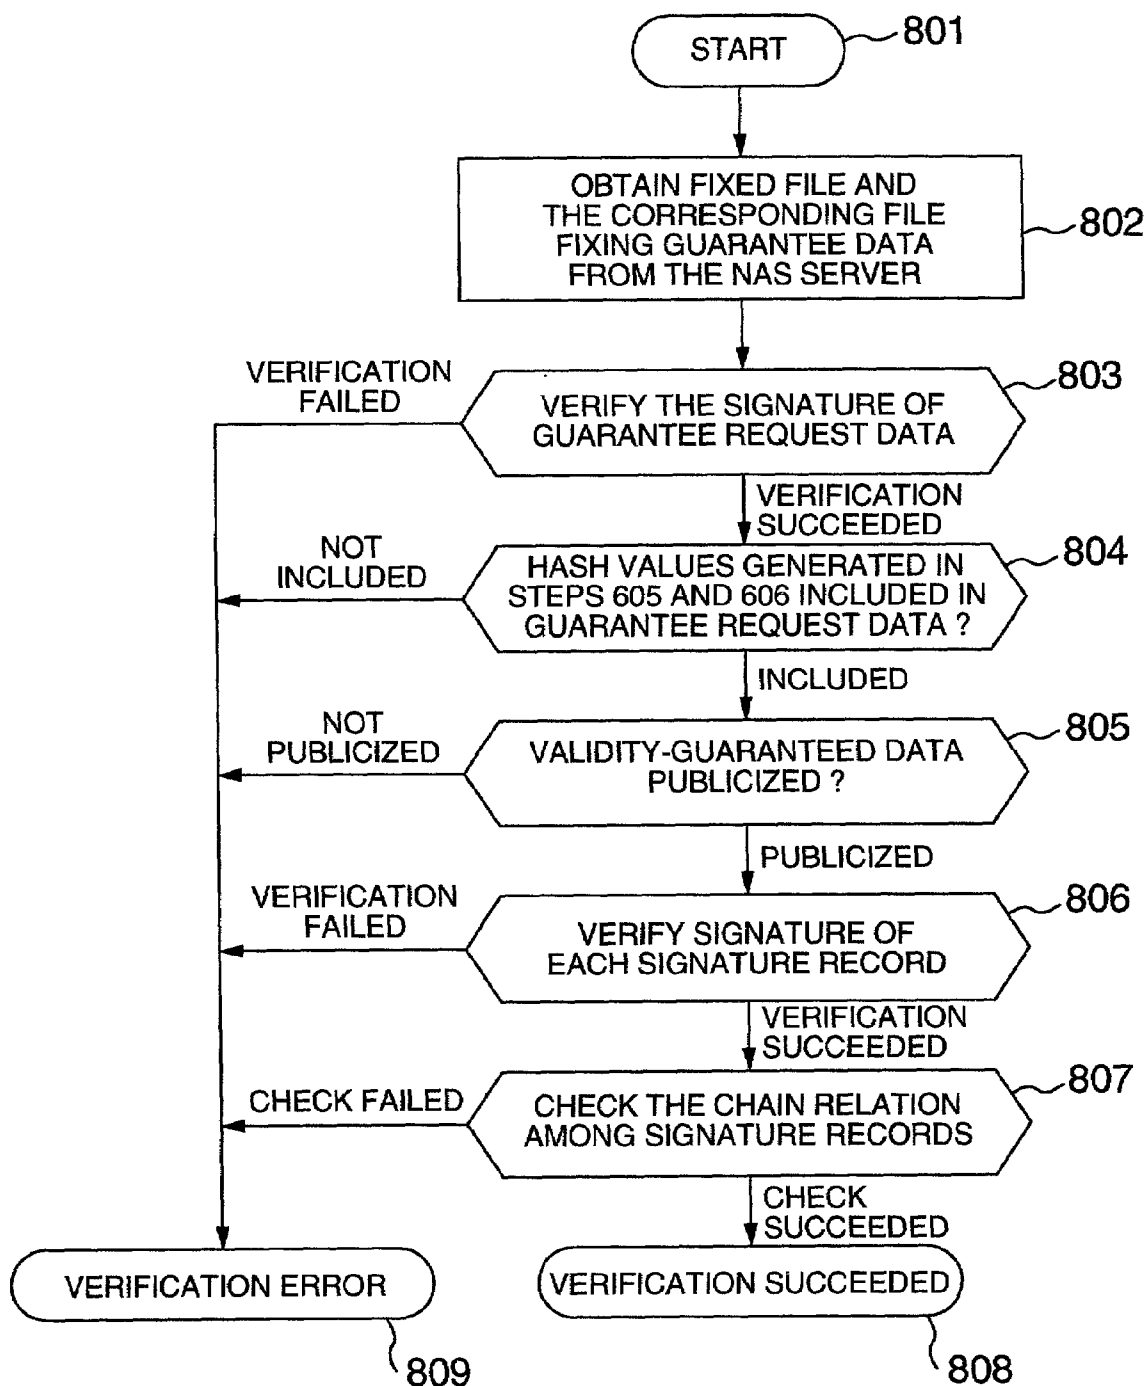 START
801
OBTAIN FIXED FILE AND
THE CORRESPONDING FILE
FIXING GUARANTEE DATA
FROM THE NAS SERVER
802
VERIFICATION
FAILED
VERIFY THE SIGNATURE OF
GUARANTEE REQUEST DATA
803
VERIFICATION
SUCCEEDED
NOT
INCLUDED
HASH VALUES GENERATED IN
STEPS 605 AND 606 INCLUDED IN
GUARANTEE REQUEST DATA ?
804
INCLUDED
NOT
PUBLICIZED
VALIDITY-GUARANTEED DATA
PUBLICIZED ?
805
PUBLICIZED
VERIFICATION
FAILED
VERIFY SIGNATURE OF
EACH SIGNATURE RECORD
806
VERIFICATION
SUCCEEDED
CHECK FAILED
CHECK THE CHAIN RELATION
AMONG SIGNATURE RECORDS
807
CHECK
SUCCEEDED
VERIFICATION ERROR
809
VERIFICATION SUCCEEDED
808